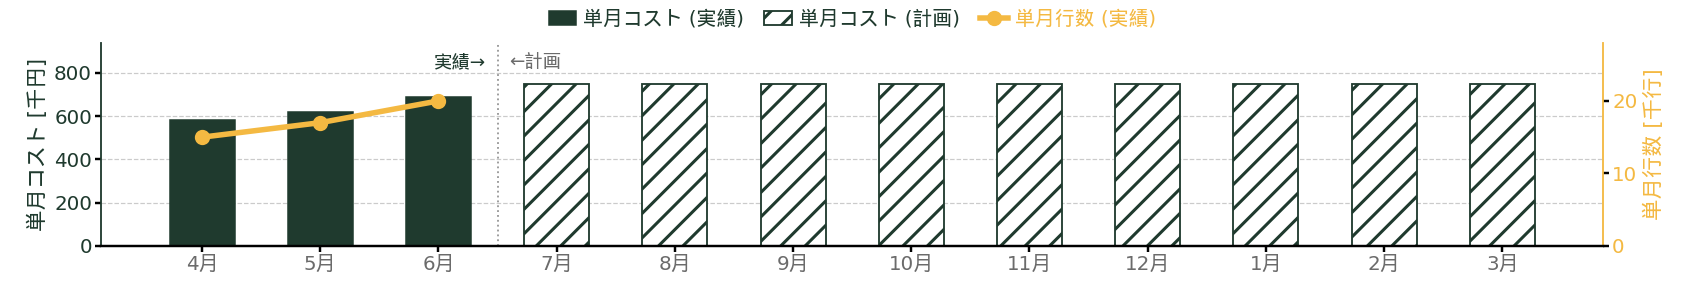 単月コスト (実績) 単月コスト (計画) 単月行数 (実績)
実績→ ←計画
単月コスト [千円]
800
600
400
200
0
20
10
0
単月行数 [千行]
4月 5月 6月 7月 8月 9月 10月 11月 12月 1月 2月 3月